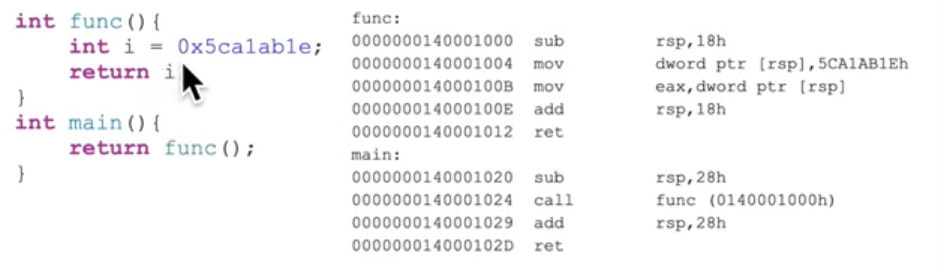 int func(){
    int i = 0x5ca1ab1e;
    return i
}
int main(){
    return func();
}
func:
0000000140001000 sub rsp,18h
0000000140001004 mov dword ptr [rsp],5CA1AB1Eh
000000014000100B mov eax,dword ptr [rsp]
000000014000100E add rsp,18h
0000000140001012 ret
main:
0000000140001020 sub rsp,28h
0000000140001024 call func (0140001000h)
0000000140001029 add rsp,28h
000000014000102D ret